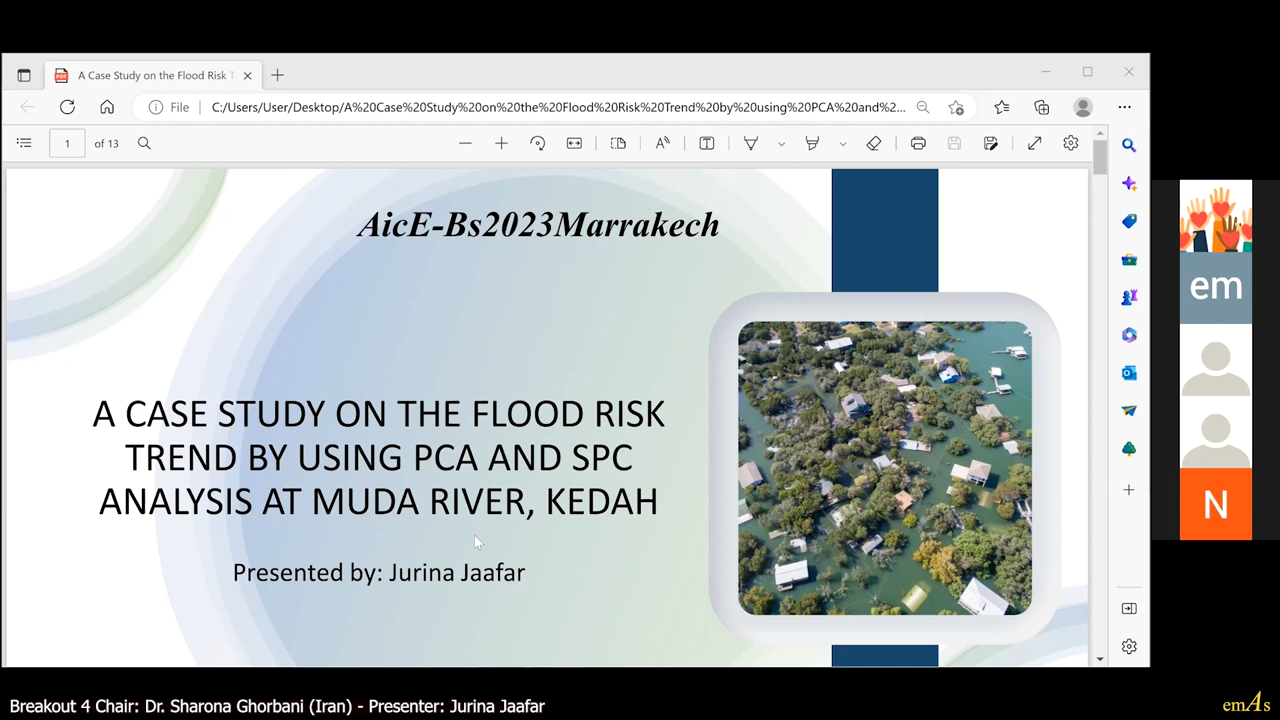 A Case Study on the Flood Risk T
File
C:/Users/User/Desktop/A%20Case%20Study%20on%20the%20Flood%20Risk%20Trend%20by%20using%20PCA%20and%2...
1 of 13
AicE-Bs2023Marrakech
A CASE STUDY ON THE FLOOD RISK
TREND BY USING PCA AND SPC
ANALYSIS AT MUDA RIVER, KEDAH
Presented by: Jurina Jaafar
em
N
Breakout 4 Chair: Dr. Sharona Ghorbani (Iran) - Presenter: Jurina Jaafar
emAs